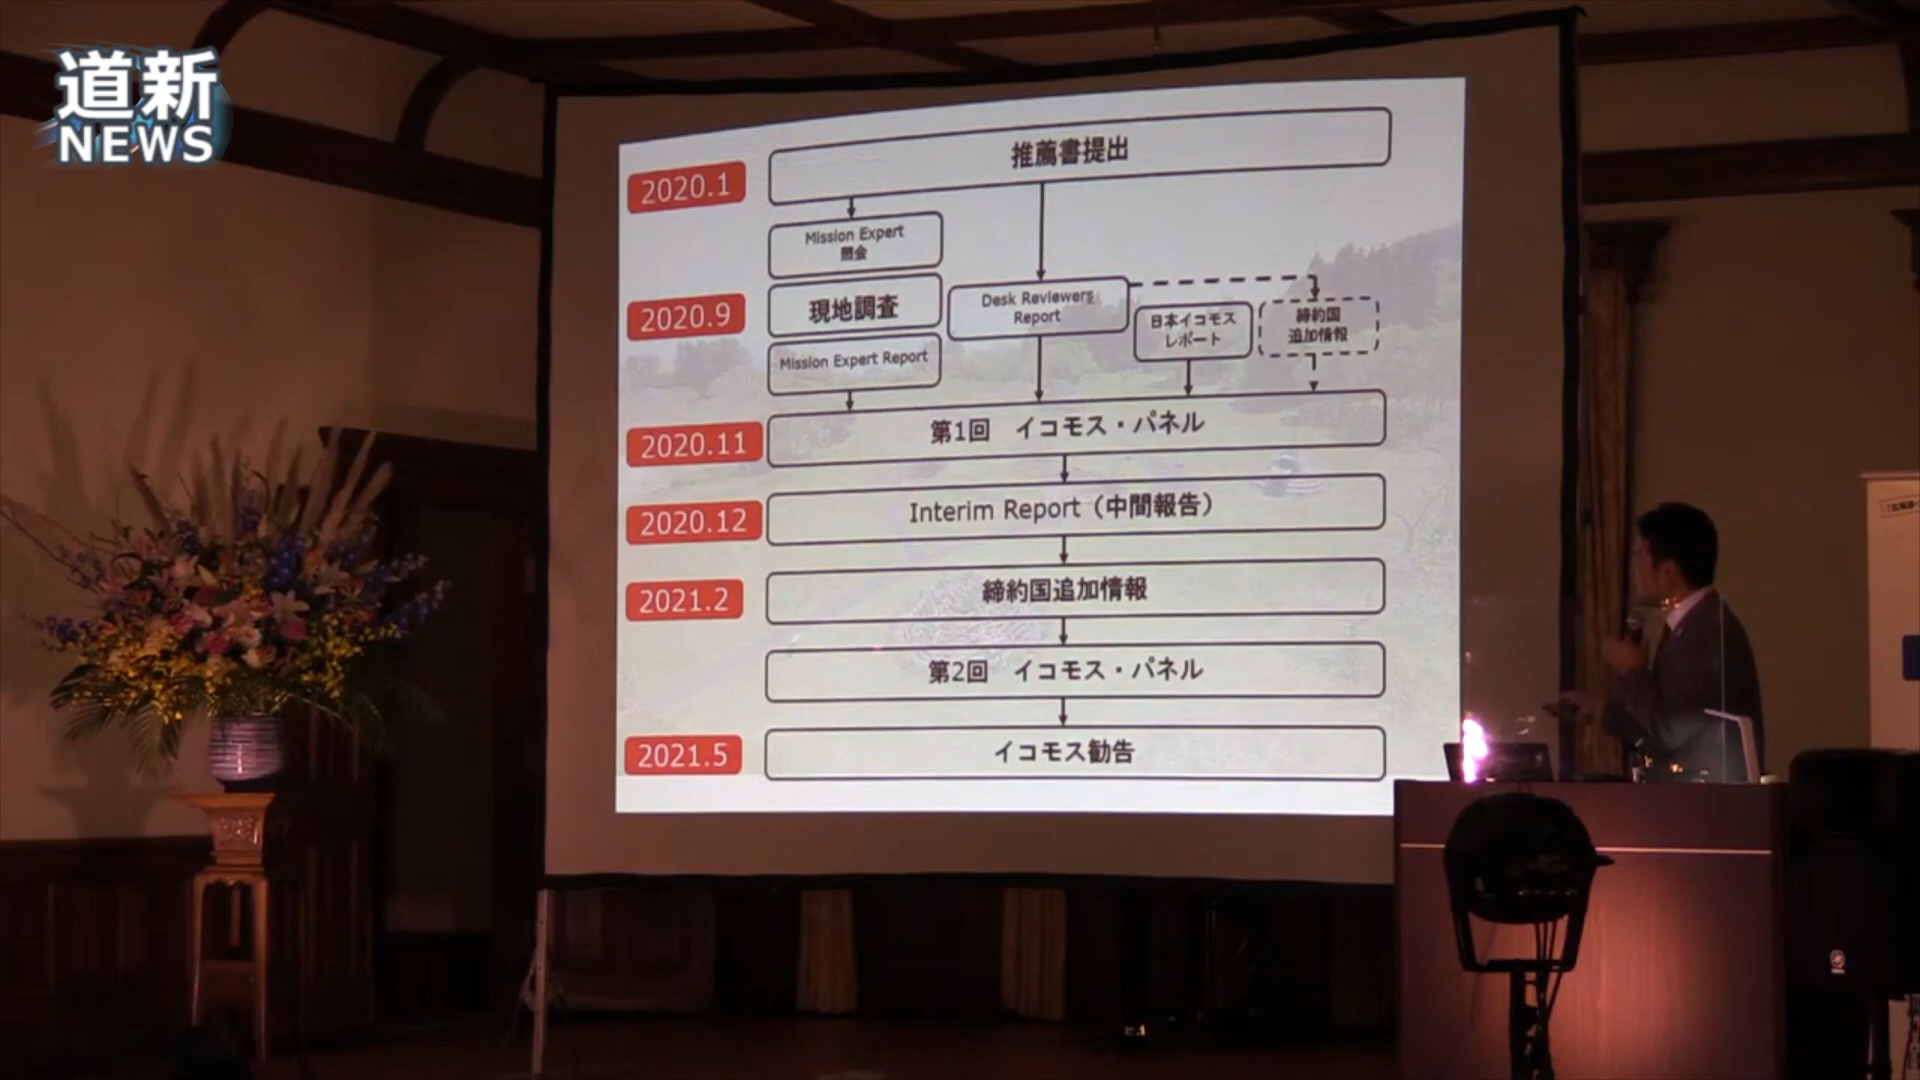 道新
NEWS
2020.1
推薦書提出
Mission Expert
照会
2020.9
現地調査
Desk Reviewers
Report
日本イコモス
レポート
締約国
追加情報
Mission Expert Report
2020.11
第1回 イコモス・パネル
2020.12
Interim Report（中間報告）
2021.2
締約国追加情報
第2回 イコモス・パネル
2021.5
イコモス勧告